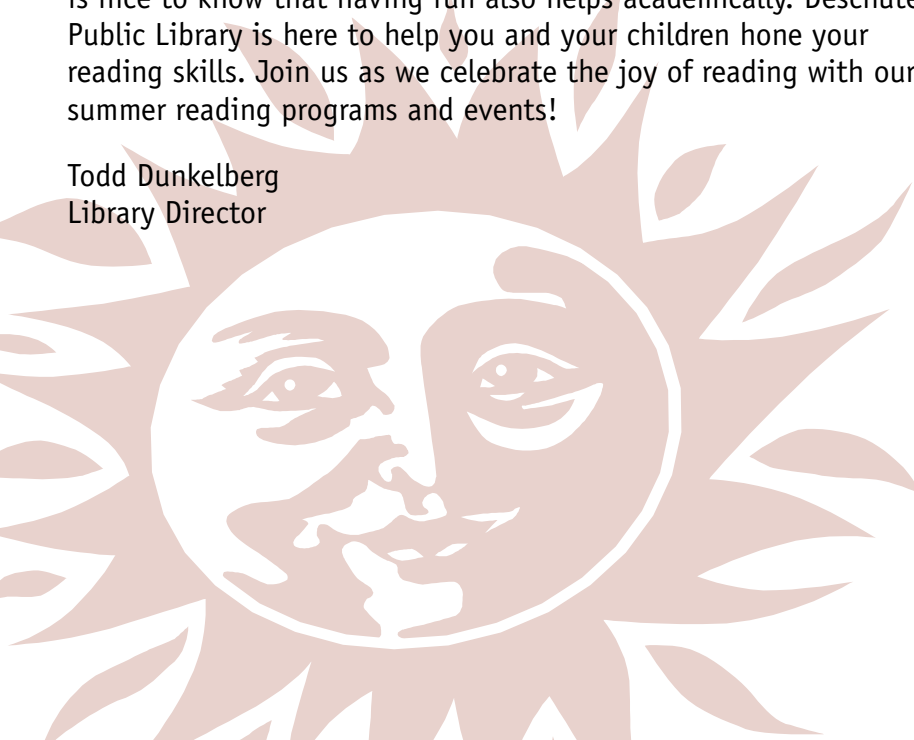 is nice to know that having fun also helps academically. Deschute
Public Library is here to help you and your children hone your
reading skills. Join us as we celebrate the joy of reading with our
summer reading programs and events!
Todd Dunkelberg
Library Director